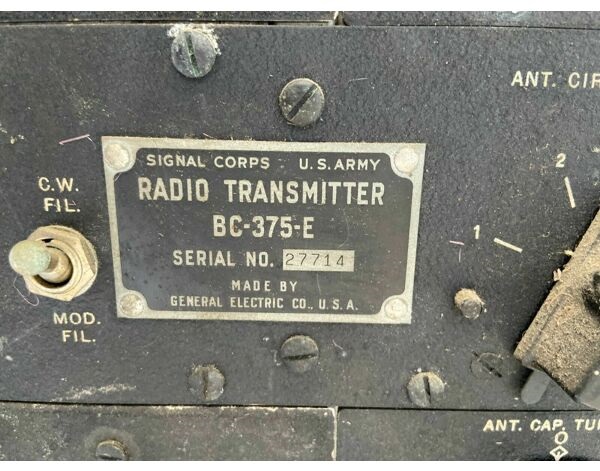 ANT. CIR
SIGNAL CORPS - U.S. ARMY
RADIO TRANSMITTER
BC-375-E
SERIAL NO. 27714
MADE BY
GENERAL ELECTRIC CO., U.S.A.
C.W.
FIL.
MOD.
FIL.
2
1
ANT. CAP. TU
0